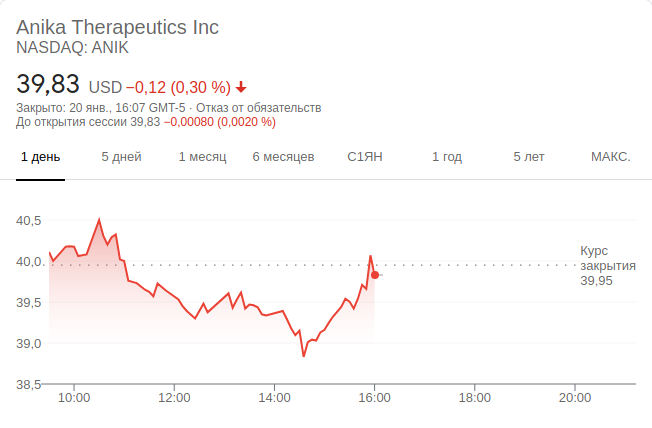 Anika Therapeutics Inc
NASDAQ: ANIK
39,83 USD −0,12 (0,30 %)
Закрыто: 20 янв., 16:07 GMT-5 · Отказ от обязательств
До открытия сессии 39,83 −0,00080 (0,0020 %)
1 день 5 дней 1 месяц 6 месяцев С1ЯН 1 год 5 лет МАКС.
40,5
40,0
39,5
39,0
38,5
Курс
закрытия
39,95
10:00 12:00 14:00 16:00 18:00 20:00